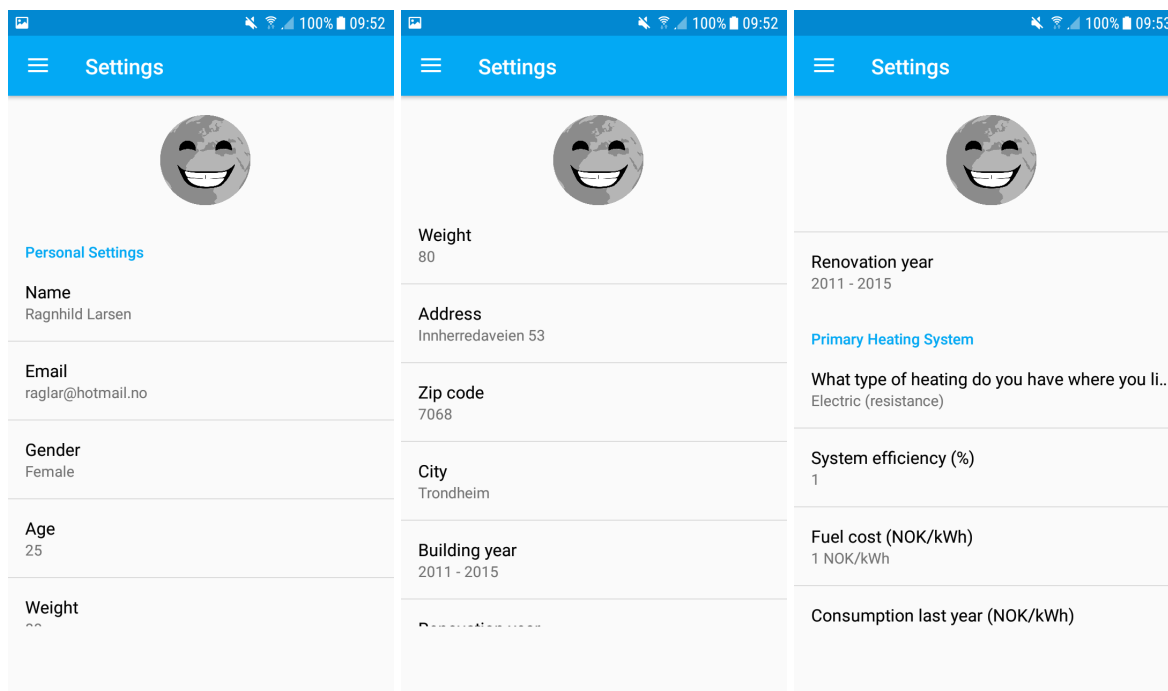 100% 09:52
Settings
Personal Settings
Name
Ragnhild Larsen
Email
raglar@hotmail.no
Gender
Female
Age
25
Weight
100% 09:52
Settings
Weight
80
Address
Innherredaveien 53
Zip code
7068
City
Trondheim
Building year
2011 - 2015
Renovation year
100% 09:53
Settings
Renovation year
2011 - 2015
Primary Heating System
What type of heating do you have where you li..
Electric (resistance)
System efficiency (%)
1
Fuel cost (NOK/kWh)
1 NOK/kWh
Consumption last year (NOK/kWh)